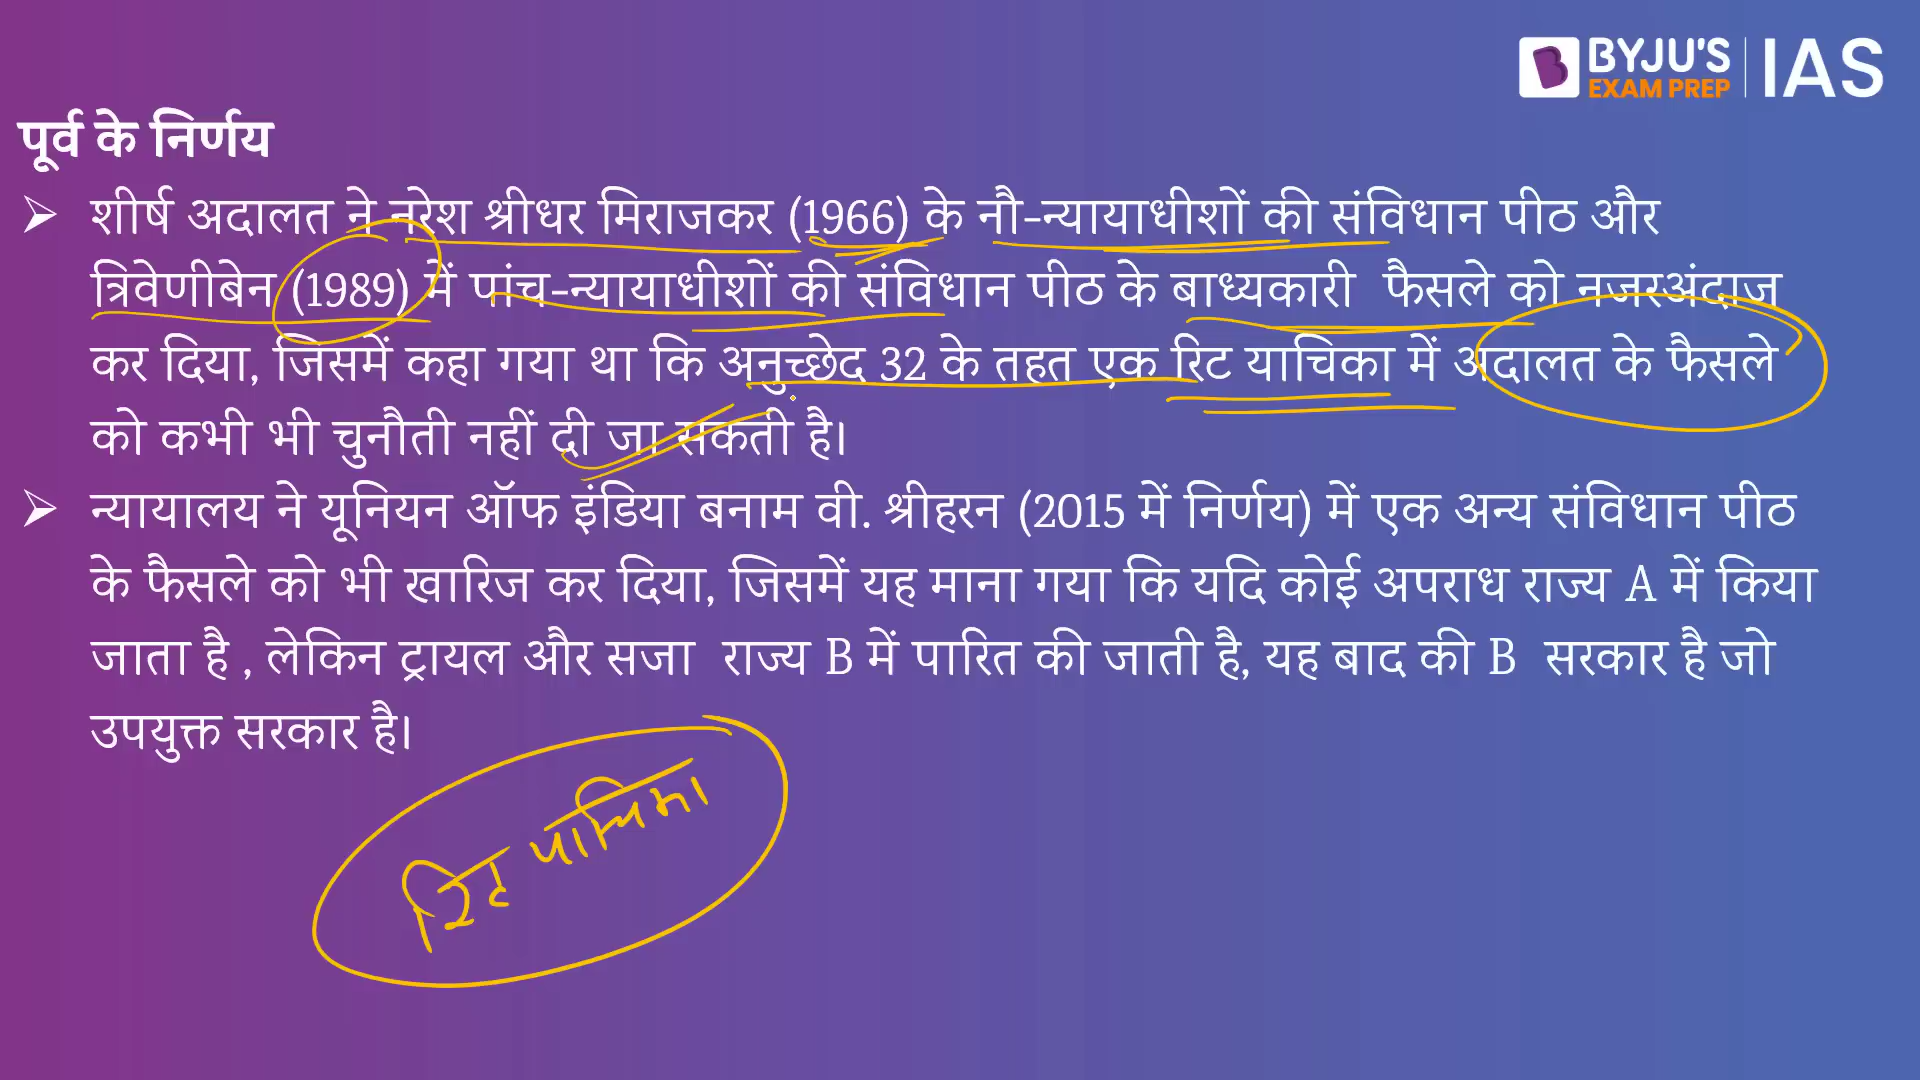 BYJU'S
EXAM PREP
IAS
पूर्व के निर्णय
➤ शीर्ष अदालत ने नरेश श्रीधर मिराजकर (1966) के नौ-न्यायाधीशों की संविधान पीठ और
त्रिवेणीबेन (1989) में पांच-न्यायाधीशों की संविधान पीठ के बाध्यकारी फैसले को नजरअंदाज
कर दिया, जिसमें कहा गया था कि अनुच्छेद 32 के तहत एक रिट याचिका में अदालत के फैसले
को कभी भी चुनौती नहीं दी जा सकती है।
➤ न्यायालय ने यूनियन ऑफ इंडिया बनाम वी. श्रीहरन (2015 में निर्णय) में एक अन्य संविधान पीठ
के फैसले को भी खारिज कर दिया, जिसमें यह माना गया कि यदि कोई अपराध राज्य A में किया
जाता है , लेकिन ट्रायल और सजा राज्य B में पारित की जाती है, यह बाद की B सरकार है जो
उपयुक्त सरकार है।
रिट याचिका